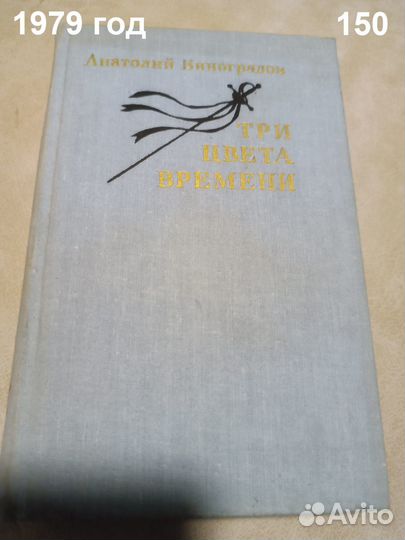 1979 год 150
Анатолий Виноградов
ТРИ
ЦВЕТА
ВРЕМЕНИ
Avito